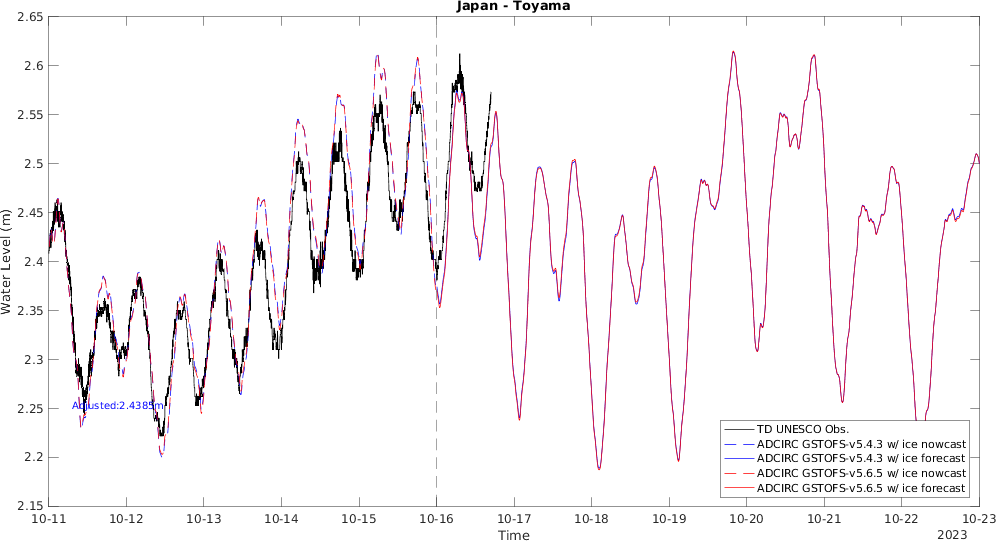 Japan - Toyama
2.65
2.6
2.55
2.5
2.45
2.4
2.35
2.3
2.25
2.2
2.15
Water Level (m)
Adjusted:2.4385m
TD UNESCO Obs.
ADCIRC GSTOFS-v5.4.3 w/ ice nowcast
ADCIRC GSTOFS-v5.4.3 w/ ice forecast
ADCIRC GSTOFS-v5.6.5 w/ ice nowcast
ADCIRC GSTOFS-v5.6.5 w/ ice forecast
10-11 10-12 10-13 10-14 10-15 10-16 10-17 10-18 10-19 10-20 10-21 10-22 10-23
Time
2023